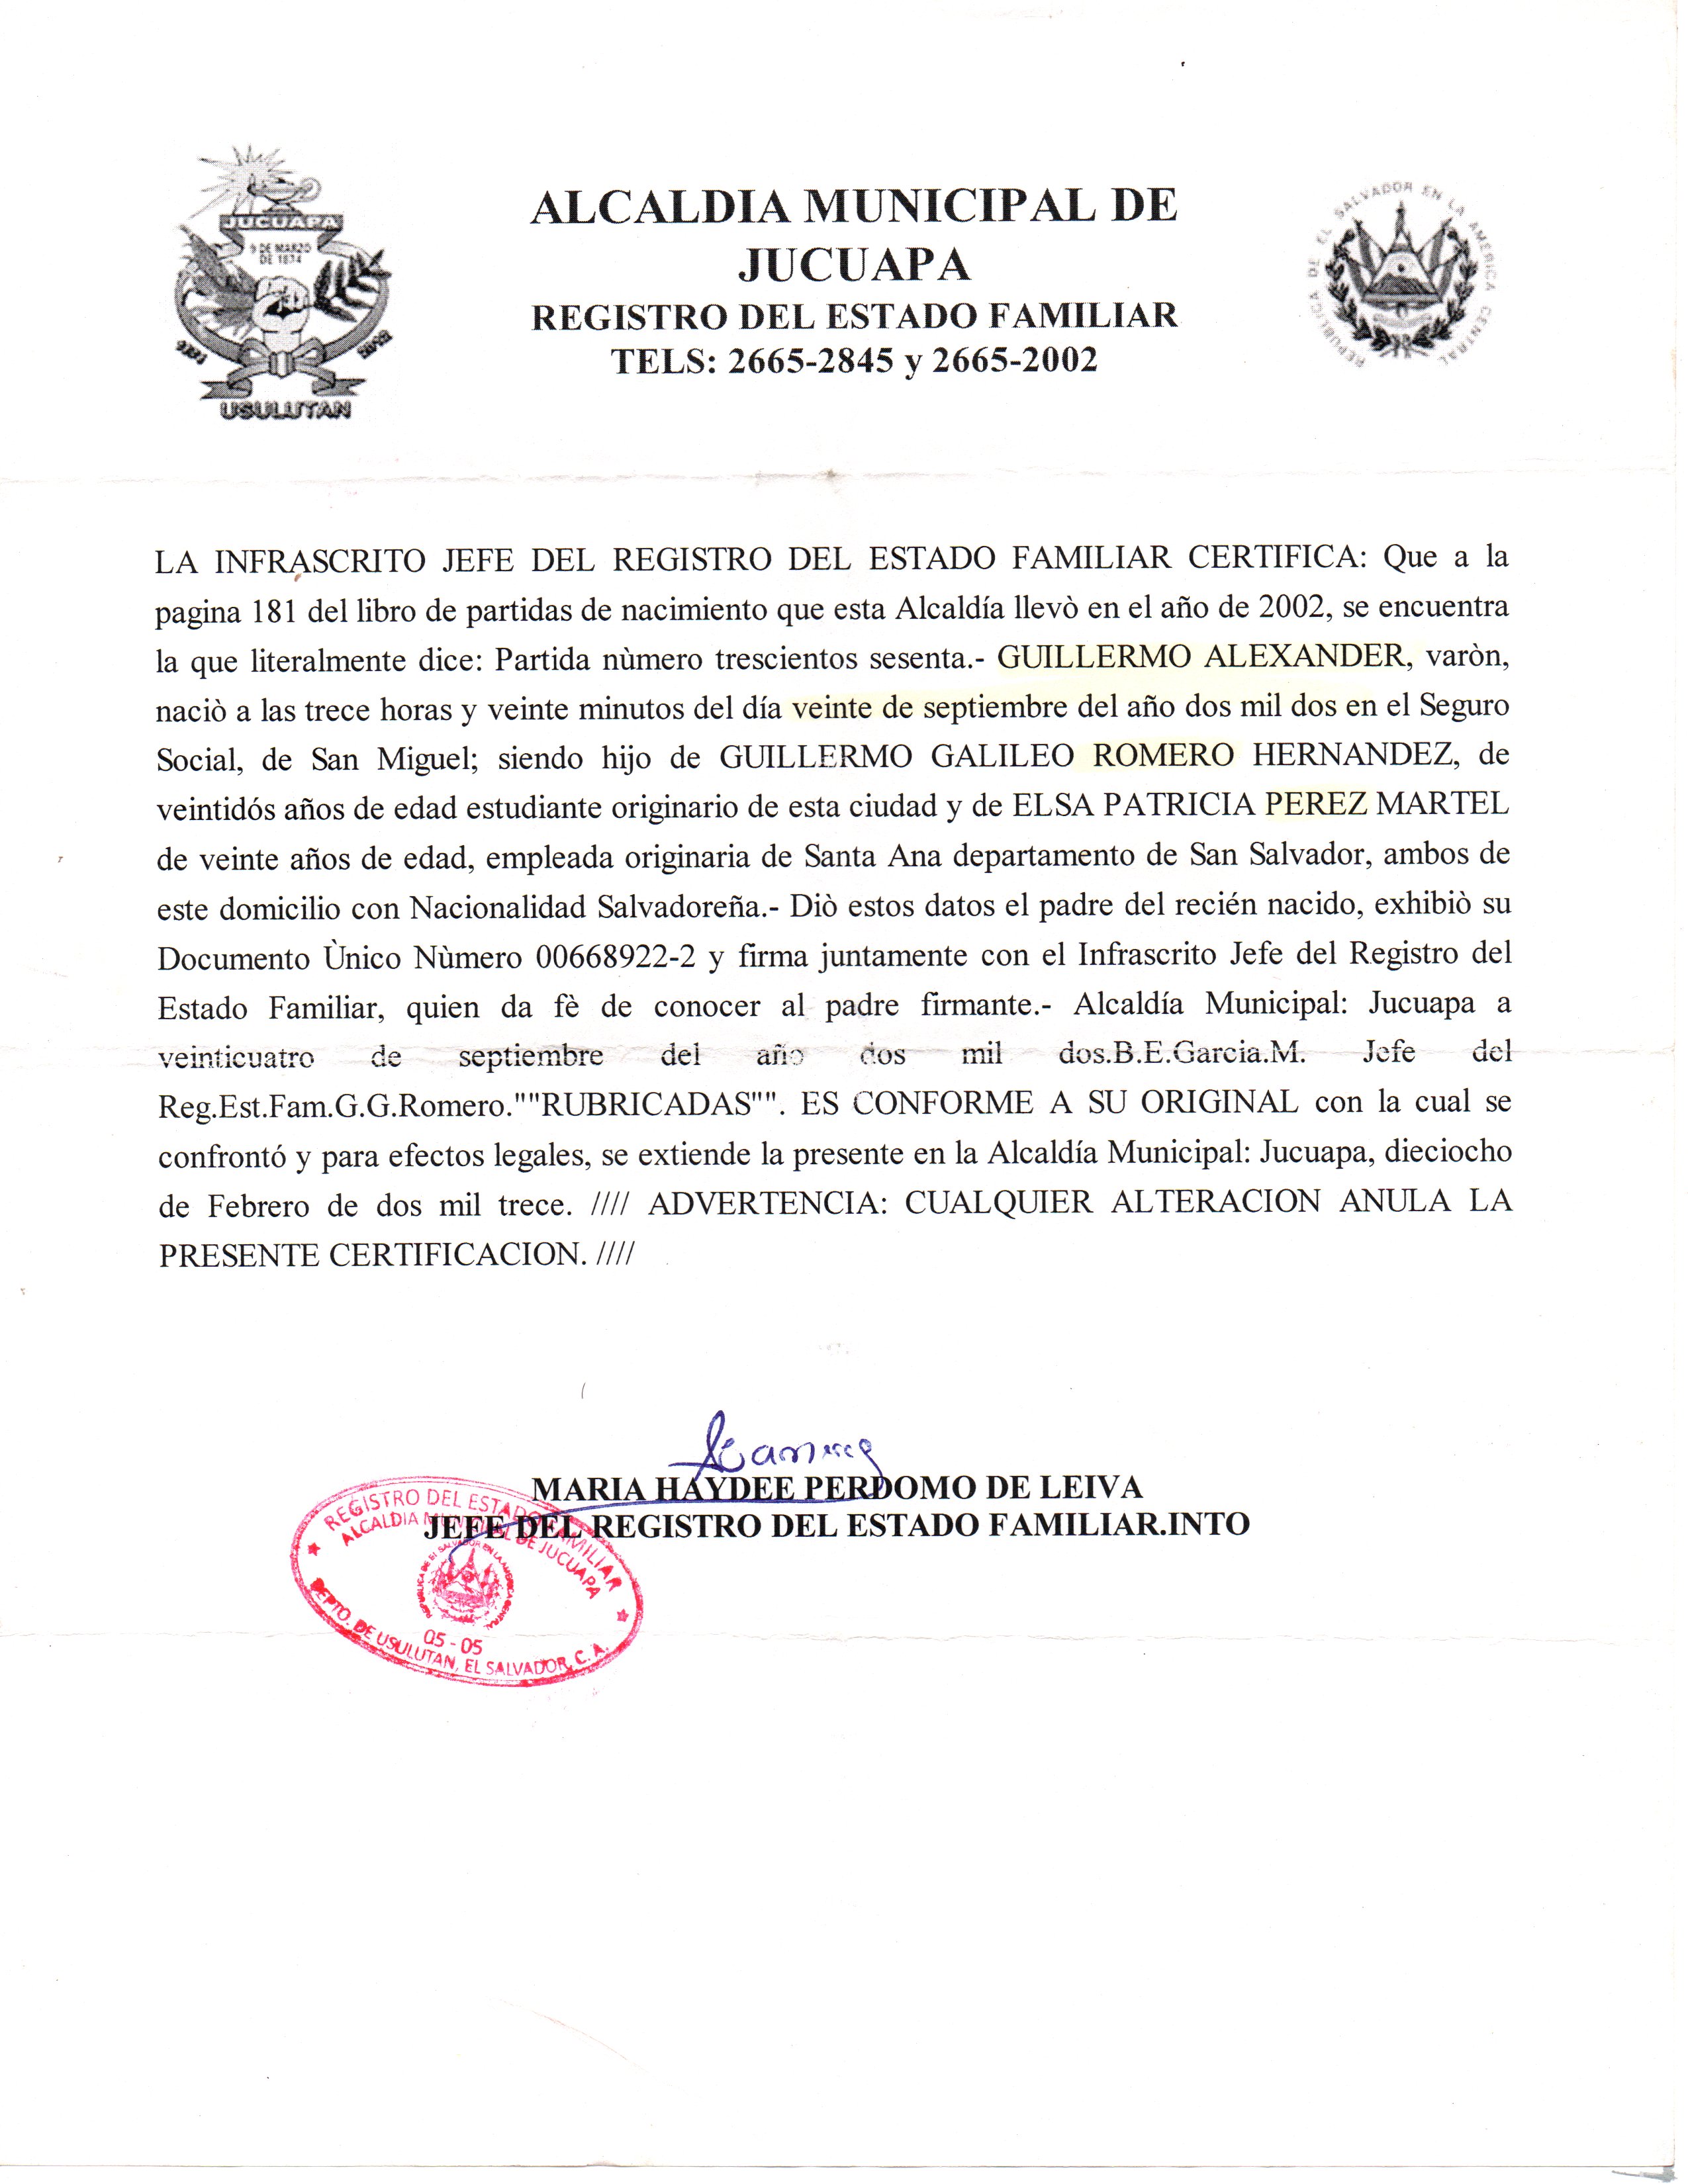 JUCUAPA
9 DE MARZO
DE 1874
USULUTAN
ALCALDIA MUNICIPAL DE
JUCUAPA
REGISTRO DEL ESTADO FAMILIAR
TELS: 2665-2845 y 2665-2002
REPUBLICA DE EL SALVADOR EN LA AMERICA CENTRAL
LA INFRASCRITO JEFE DEL REGISTRO DEL ESTADO FAMILIAR CERTIFICA: Que a la
pagina 181 del libro de partidas de nacimiento que esta Alcaldía llevò en el año de 2002, se encuentra
la que literalmente dice: Partida nùmero trescientos sesenta.- GUILLERMO ALEXANDER, varòn,
naciò a las trece horas y veinte minutos del día veinte de septiembre del año dos mil dos en el Seguro
Social, de San Miguel; siendo hijo de GUILLERMO GALILEO ROMERO HERNANDEZ, de
veintidós años de edad estudiante originario de esta ciudad y de ELSA PATRICIA PEREZ MARTEL
de veinte años de edad, empleada originaria de Santa Ana departamento de San Salvador, ambos de
este domicilio con Nacionalidad Salvadoreña.- Diò estos datos el padre del recién nacido, exhibiò su
Documento Ùnico Nùmero 00668922-2 y firma juntamente con el Infrascrito Jefe del Registro del
Estado Familiar, quien da fè de conocer al padre firmante.- Alcaldía Municipal: Jucuapa a
veinticuatro de septiembre del año dos mil dos.B.E.Garcia.M. Jefe del
Reg.Est.Fam.G.G.Romero.""RUBRICADAS"". ES CONFORME A SU ORIGINAL con la cual se
confrontó y para efectos legales, se extiende la presente en la Alcaldía Municipal: Jucuapa, dieciocho
de Febrero de dos mil trece. //// ADVERTENCIA: CUALQUIER ALTERACION ANULA LA
PRESENTE CERTIFICACION. ////
MARIA HAYDEE PERDOMO DE LEIVA
JEFE DEL REGISTRO DEL ESTADO FAMILIAR.INTO
REGISTRO DEL ESTADO FAMILIAR
ALCALDIA MUNICIPAL DE JUCUAPA
REPUBLICA DE EL SALVADOR EN LA AMERICA CENTRAL
05 - 05
DEPTO. DE USULUTAN, EL SALVADOR, C. A.